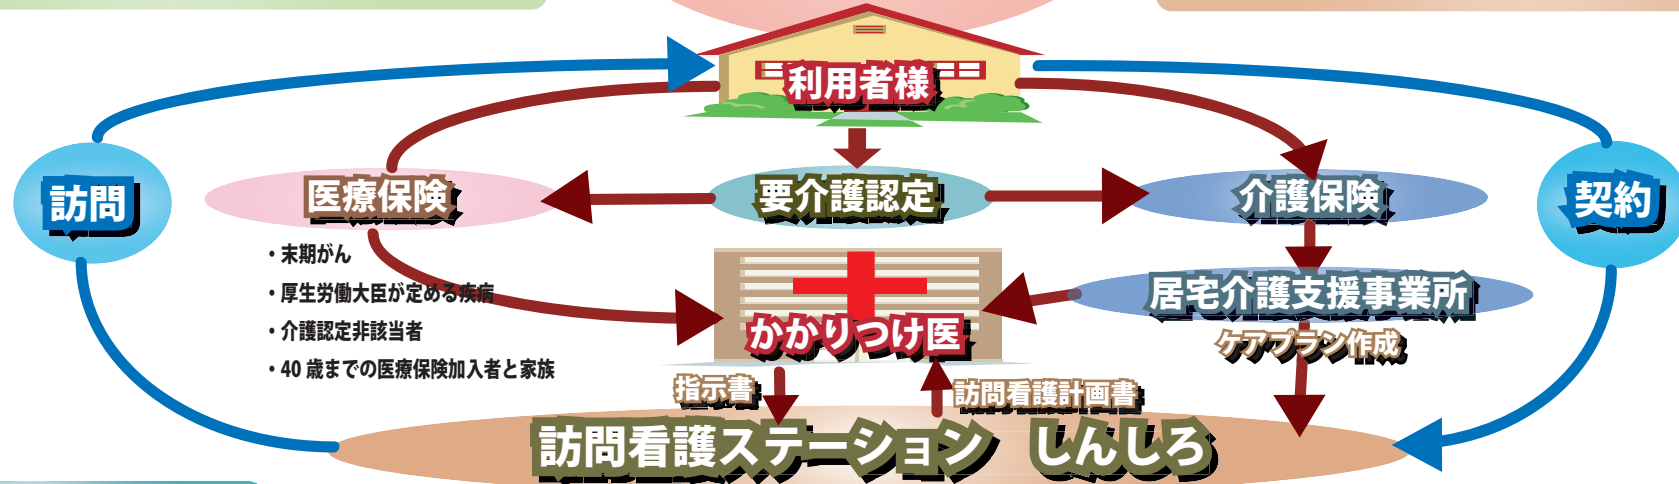 利用者様
訪問
医療保険
要介護認定
介護保険
契約
・末期がん
・厚生労働大臣が定める疾病
・介護認定非該当者
・40 歳までの医療保険加入者と家族
居宅介護支援事業所
かかりつけ医
ケアプラン作成
指示書
訪問看護計画書
訪問看護ステーション　しんしろ